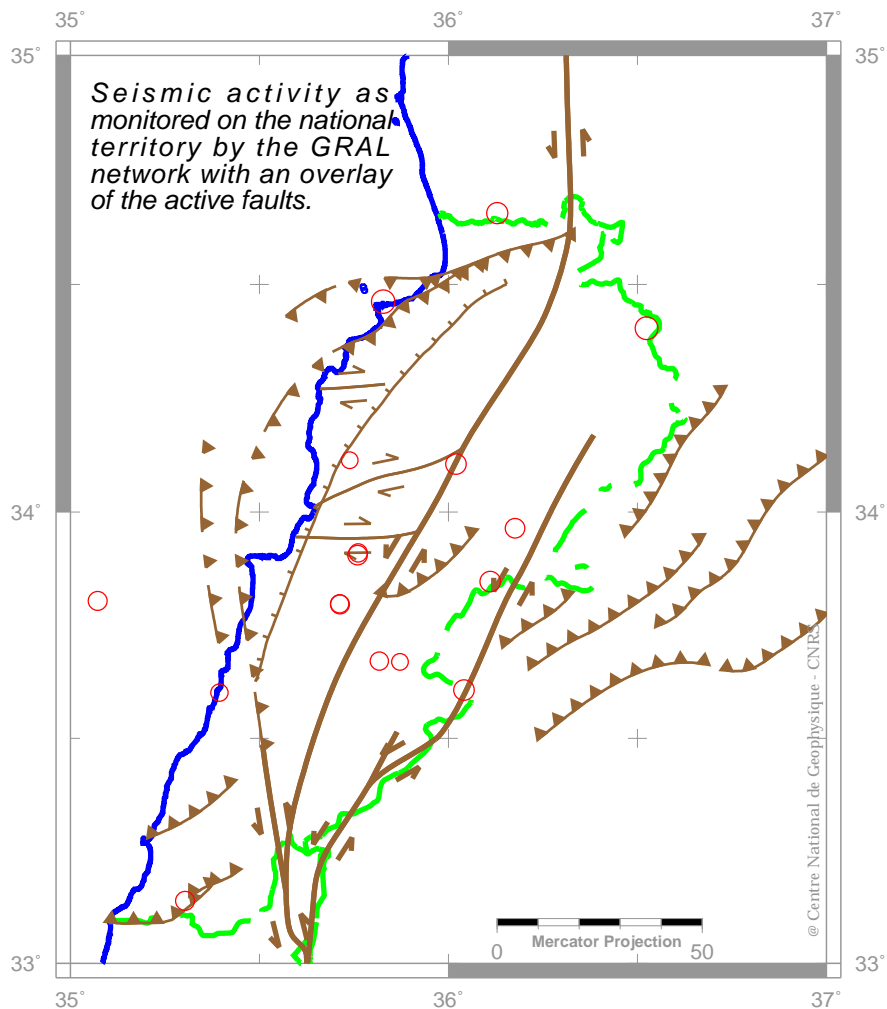 35° 36° 37°
35° 35°
Seismic activity as
monitored on the national
territory by the GRAL
network with an overlay
of the active faults.
34° 34°
@ Centre National de Geophysique - CNRS
Mercator Projection
0 50
33° 33°
35° 36° 37°